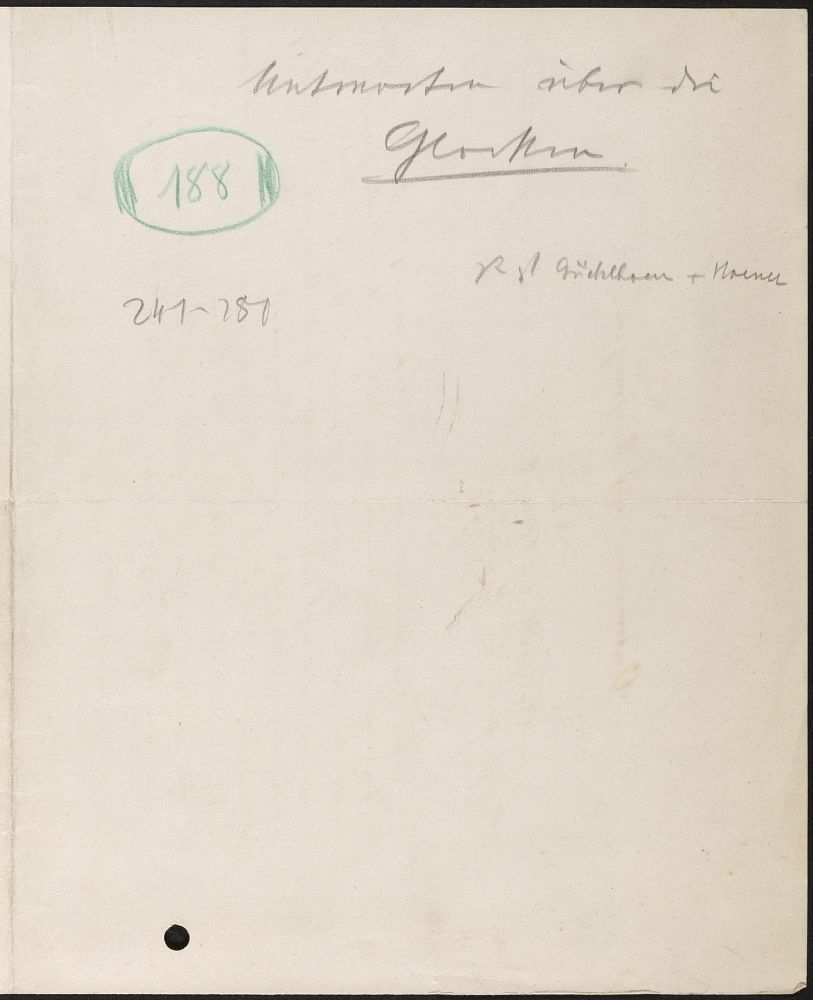 Antworten über die
Glocken.
188
241-281